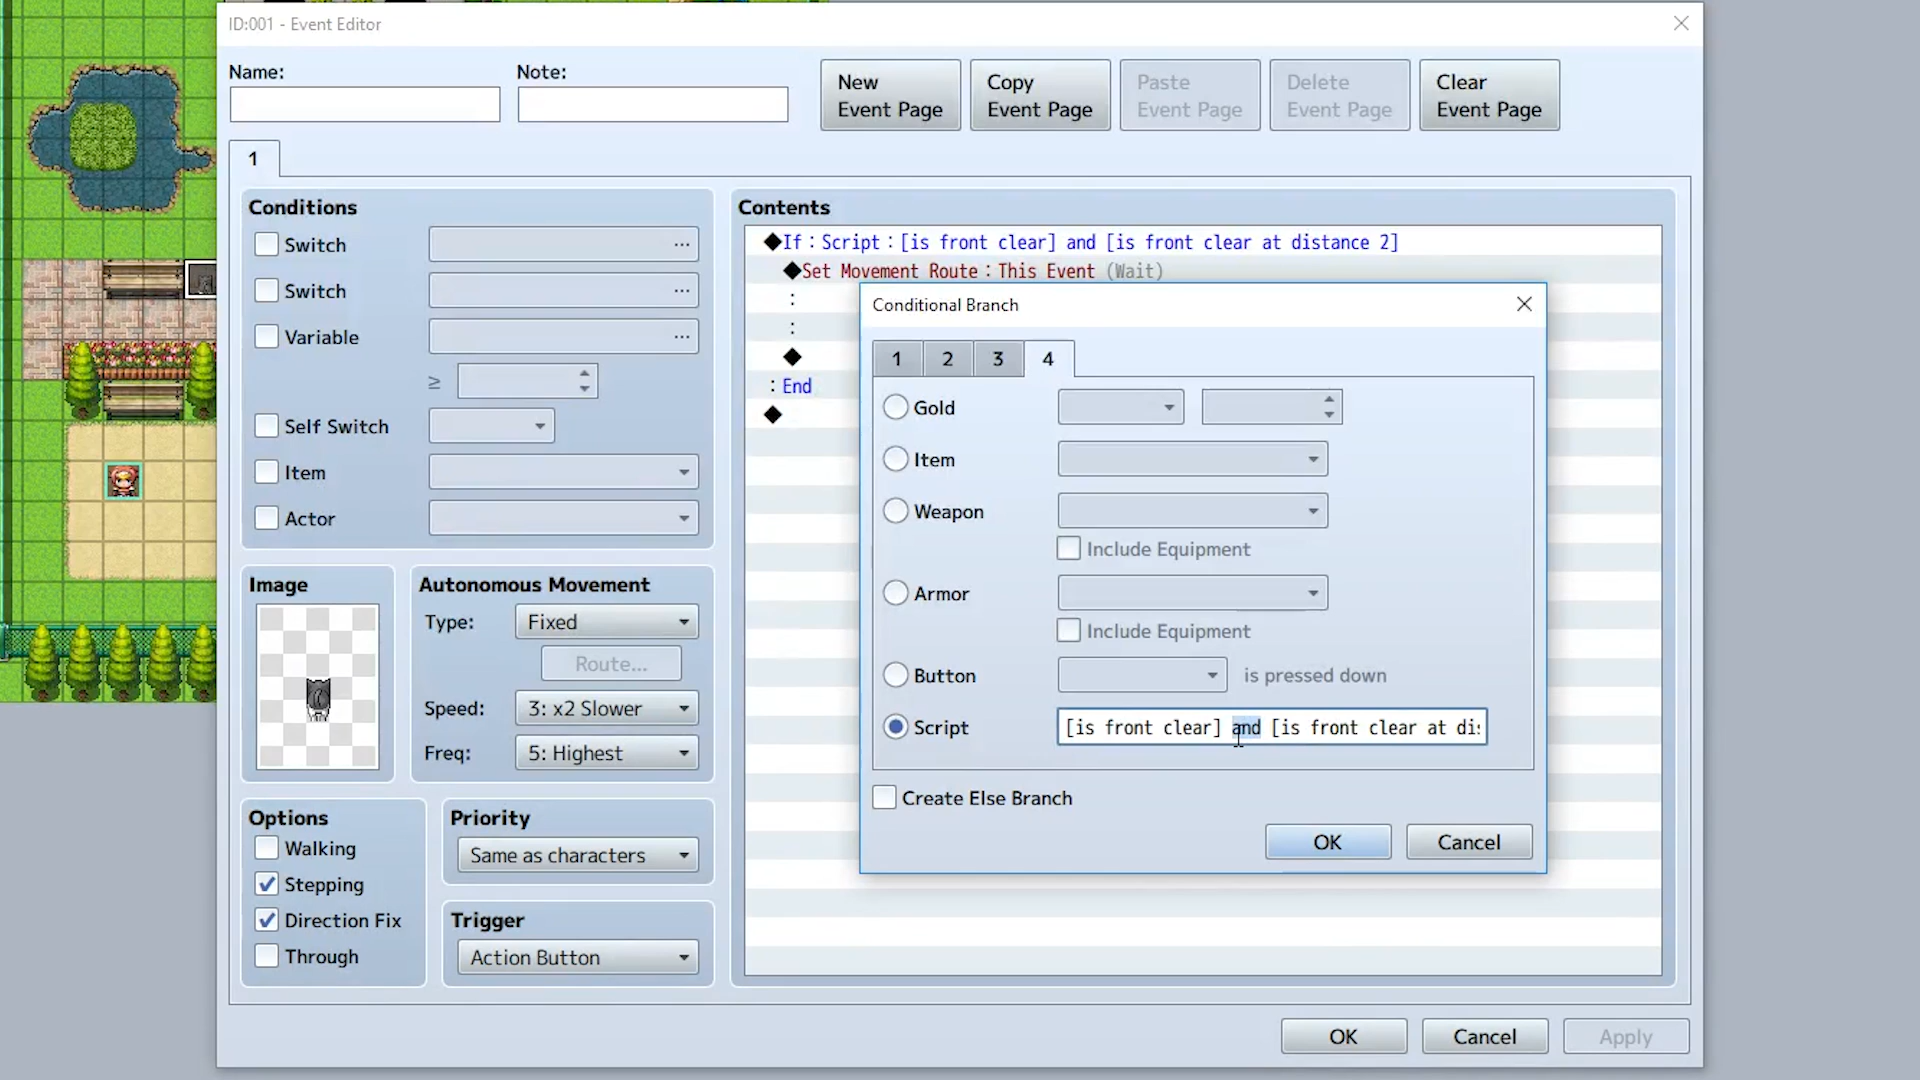 ID:001 - Event Editor
Name:
Note:
New
Event Page
Copy
Event Page
Paste
Event Page
Delete
Event Page
Clear
Event Page
1
Conditions
Switch
...
Switch
...
Variable
...
≥
Self Switch
Item
Actor
Image
Autonomous Movement
Type:
Fixed
Route...
Speed:
3: x2 Slower
Freq:
5: Highest
Options
Walking
Stepping
Direction Fix
Through
Priority
Same as characters
Trigger
Action Button
Contents
◆If：Script：[is front clear] and [is front clear at distance 2]
◆Set Movement Route：This Event (Wait)
:
:
◆
:End
◆
Conditional Branch
1
2
3
4
Gold
Item
Weapon
Include Equipment
Armor
Include Equipment
Button
is pressed down
Script
[is front clear] and [is front clear at dis
Create Else Branch
OK
Cancel
OK
Cancel
Apply